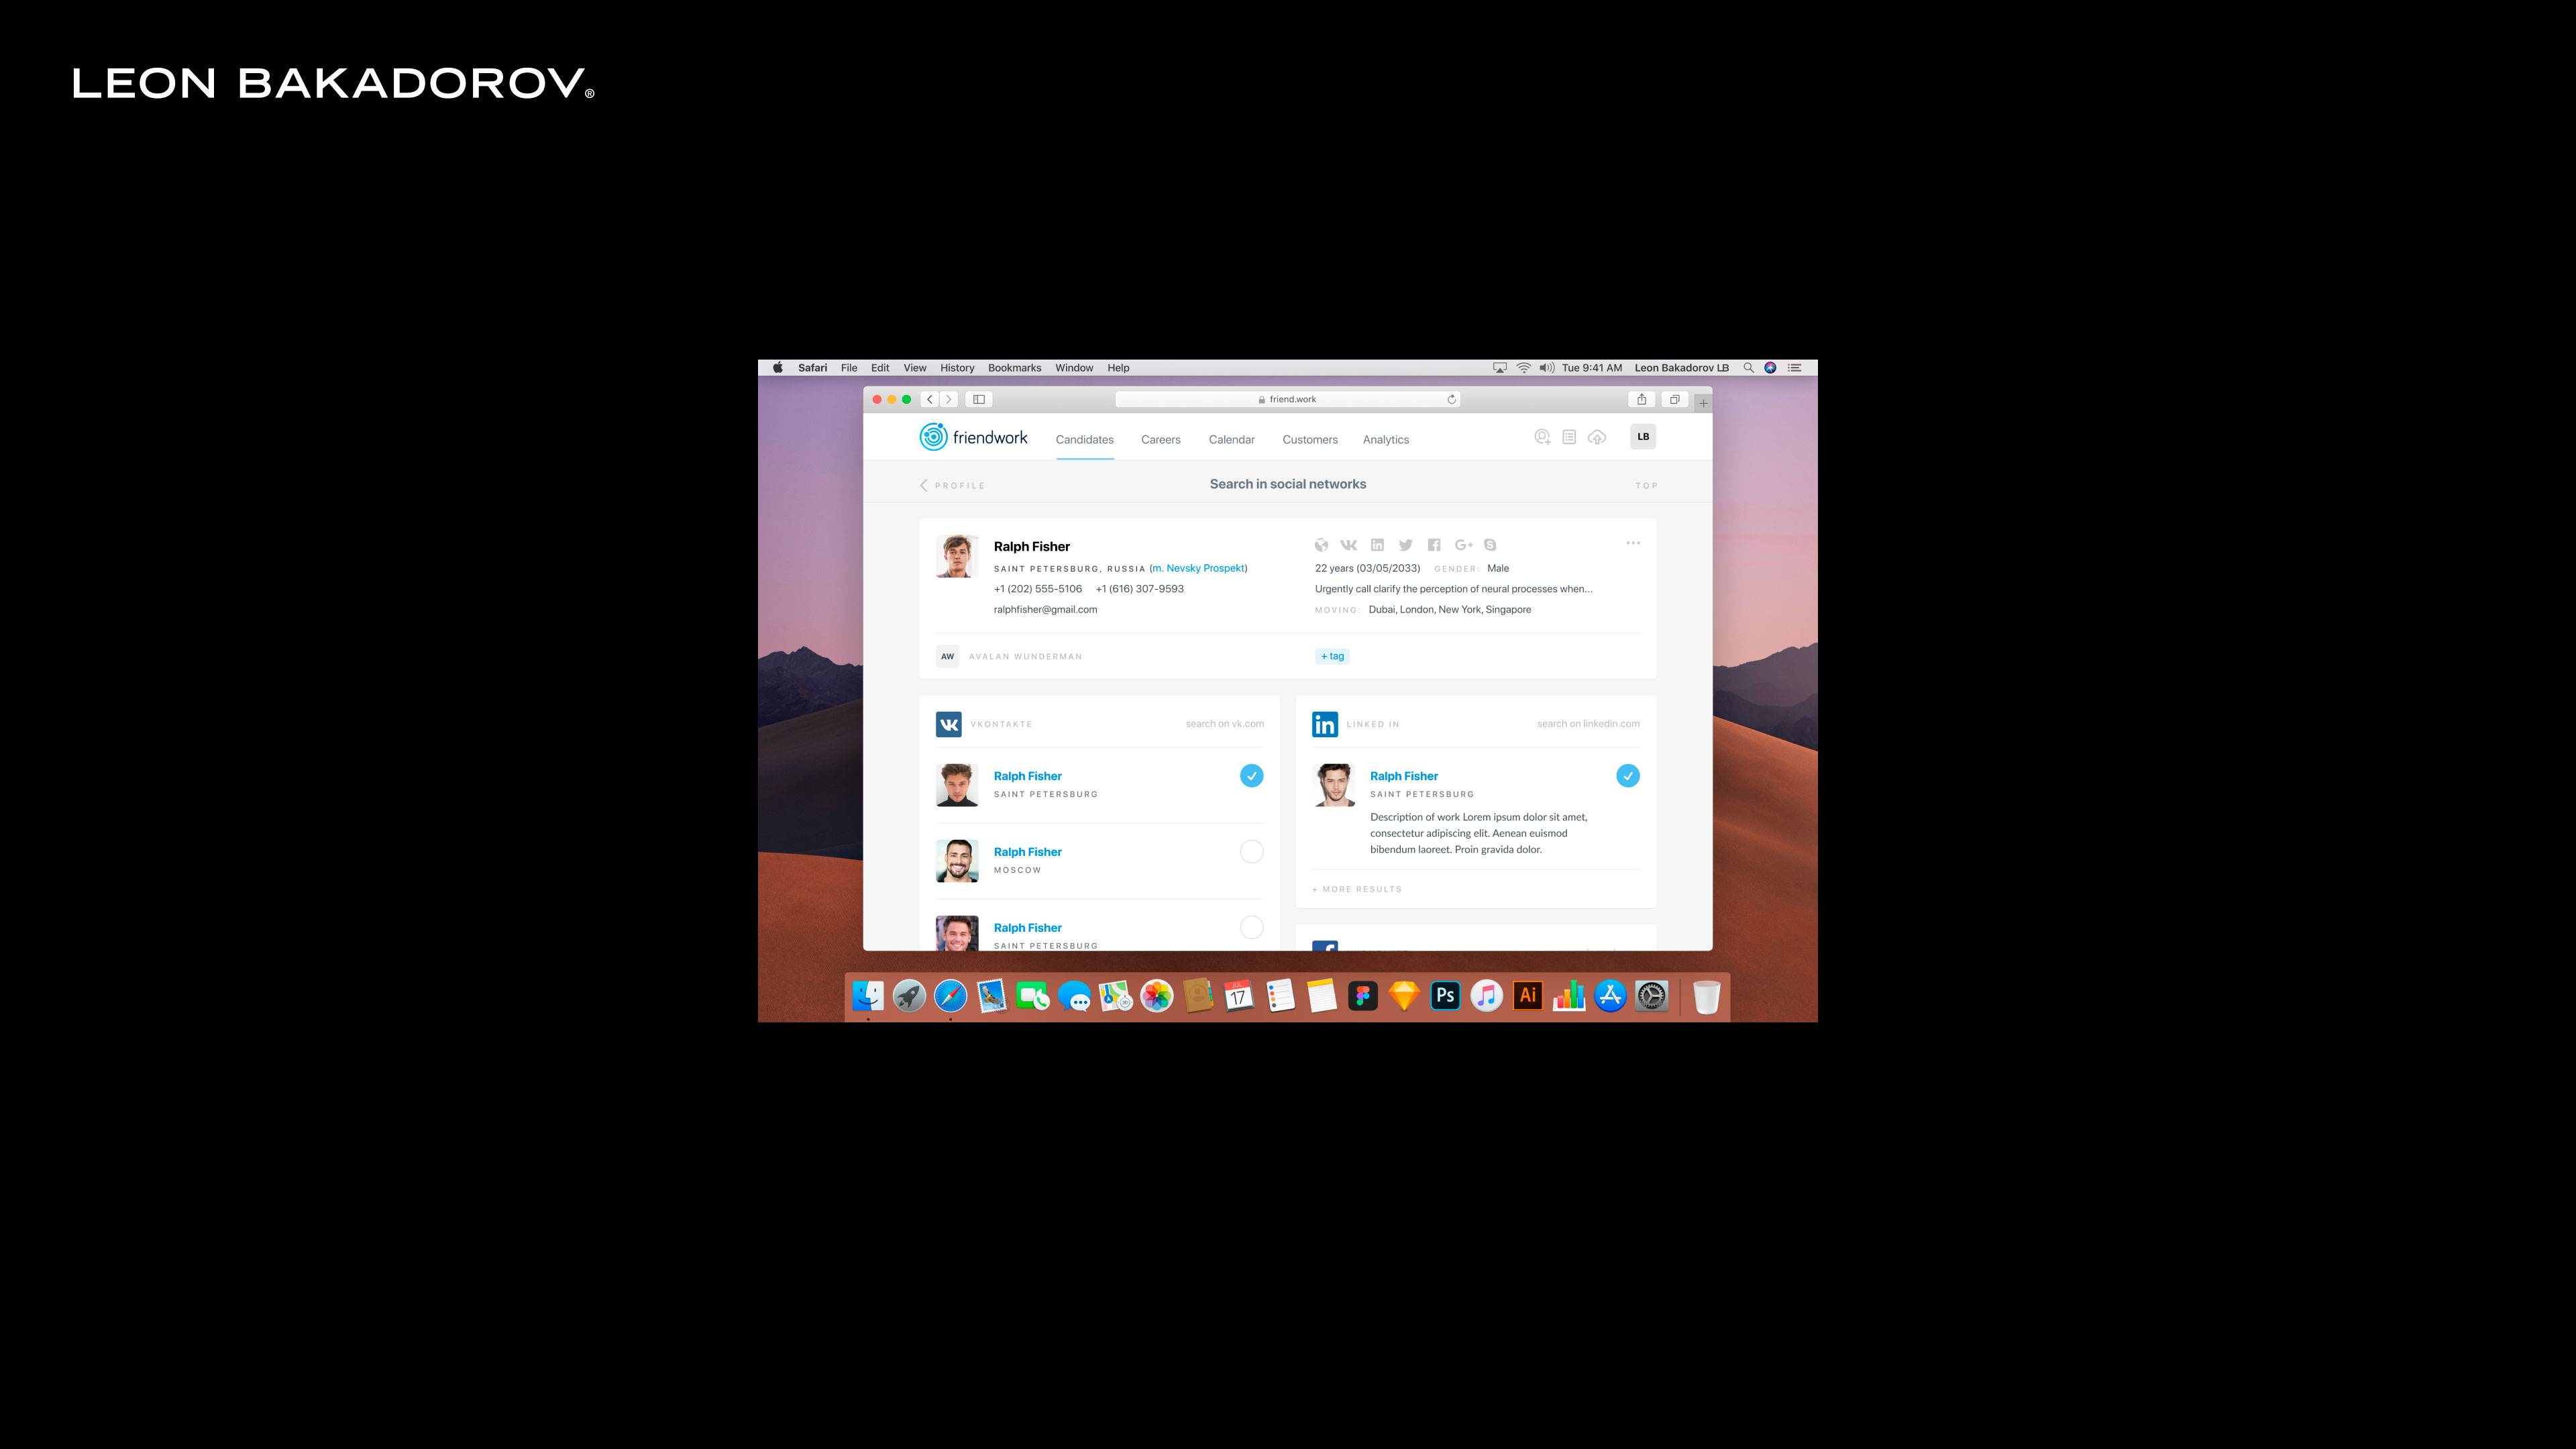 LEON BAKADOROV®
Safari File Edit View History Bookmarks Window Help Tue 9:41 AM Leon Bakadorov LB
friend.work
friendwork Candidates Careers Calendar Customers Analytics LB
PROFILE Search in social networks TOP
Ralph Fisher
SAINT PETERSBURG, RUSSIA (m. Nevsky Prospekt)
+1 (202) 555-5106 +1 (616) 307-9593
ralphfisher@gmail.com
22 years (03/05/2033) GENDER: Male
Urgently call clarify the perception of neural processes when...
MOVING: Dubai, London, New York, Singapore
AW AVALAN WUNDERMAN
+ tag
VKONTAKTE search on vk.com
Ralph Fisher
SAINT PETERSBURG
Ralph Fisher
MOSCOW
Ralph Fisher
SAINT PETERSBURG
in LINKED IN search on linkedin.com
Ralph Fisher
SAINT PETERSBURG
Description of work Lorem ipsum dolor sit amet,
consectetur adipiscing elit. Aenean euismod
bibendum laoreet. Proin gravida dolor.
+ MORE RESULTS
JUL
17
Ps
Ai